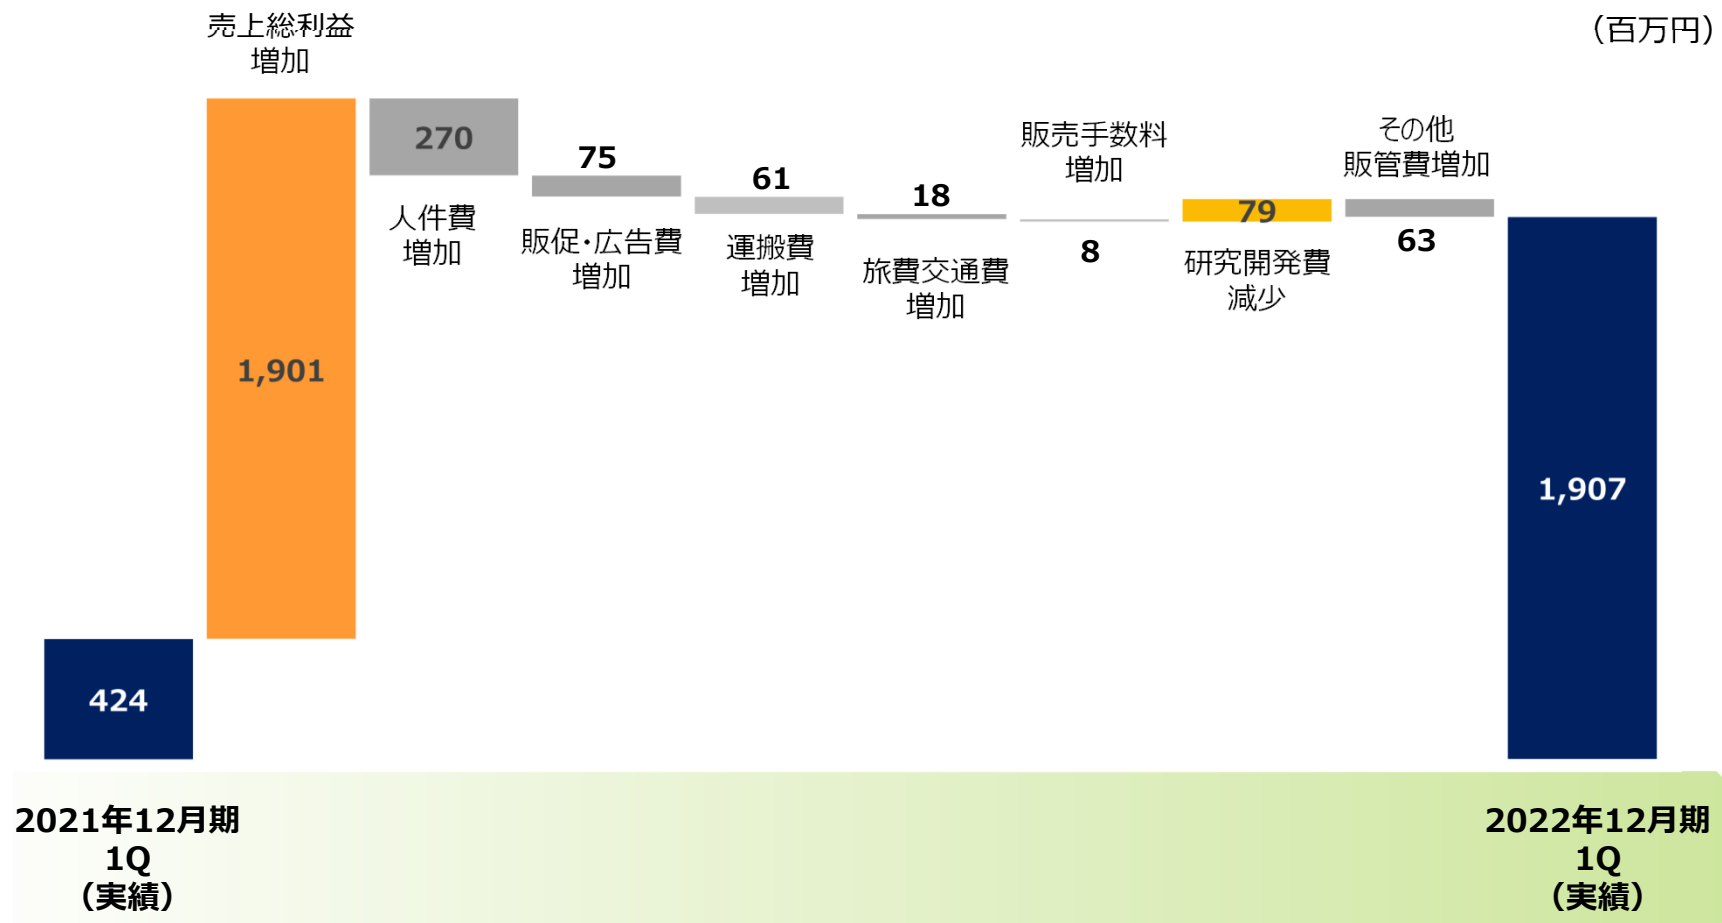 (百万円)
売上総利益
増加
1,901
270
人件費
増加
75
販促・広告費
増加
61
運搬費
増加
18
旅費交通費
増加
販売手数料
増加
8
79
研究開発費
減少
その他
販管費増加
63
424
1,907
2021年12月期
1Q
(実績)
2022年12月期
1Q
(実績)